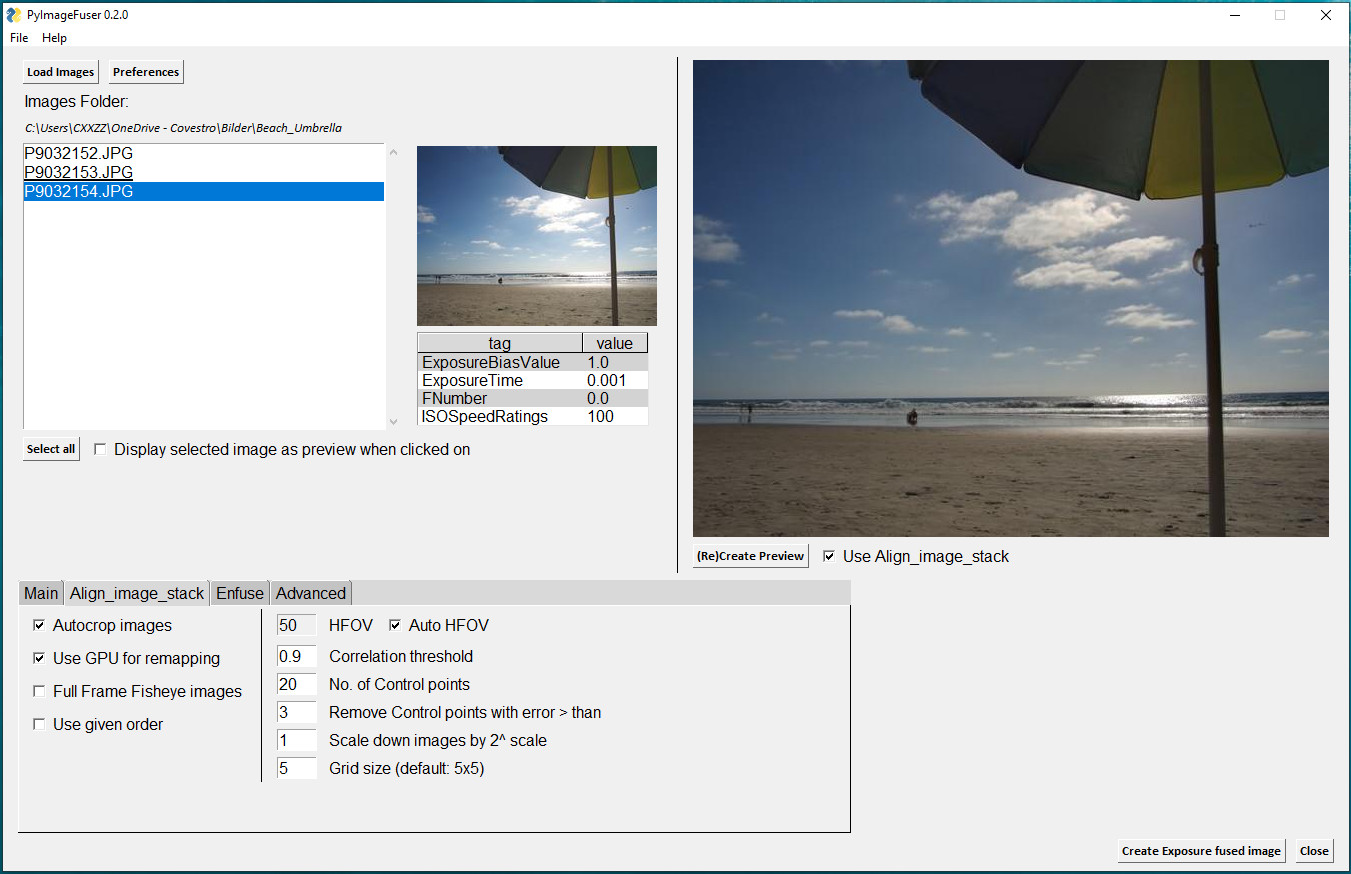 PyImageFuser 0.2.0
File Help
Load Images Preferences
Images Folder:
C:\Users\CXXZZ\OneDrive - Covestro\Bilder\Beach_Umbrella
P9032152.JPG
P9032153.JPG
P9032154.JPG
tag value
ExposureBiasValue 1.0
ExposureTime 0.001
FNumber 0.0
ISOSpeedRatings 100
Select all Display selected image as preview when clicked on
(Re)Create Preview Use Align_image_stack
Main Align_image_stack Enfuse Advanced
Autocrop images
Use GPU for remapping
Full Frame Fisheye images
Use given order
50 HFOV Auto HFOV
0.9 Correlation threshold
20 No. of Control points
3 Remove Control points with error > than
1 Scale down images by 2^ scale
5 Grid size (default: 5x5)
Create Exposure fused image Close